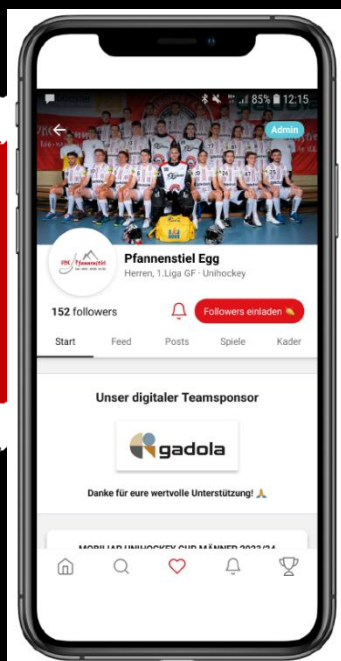 85% 12:15
Admin
Pfannenstiel
Pfannenstiel Egg
Herren, 1.Liga GF - Unihockey
152 followers
Followers einladen
Start Feed Posts Spiele Kader
Unser digitaler Teamsponsor
gadola
Danke für eure wertvolle Unterstützung! 🙏
MOBILIAR UNIHOCKEY CUP MÄNNER 2023/24